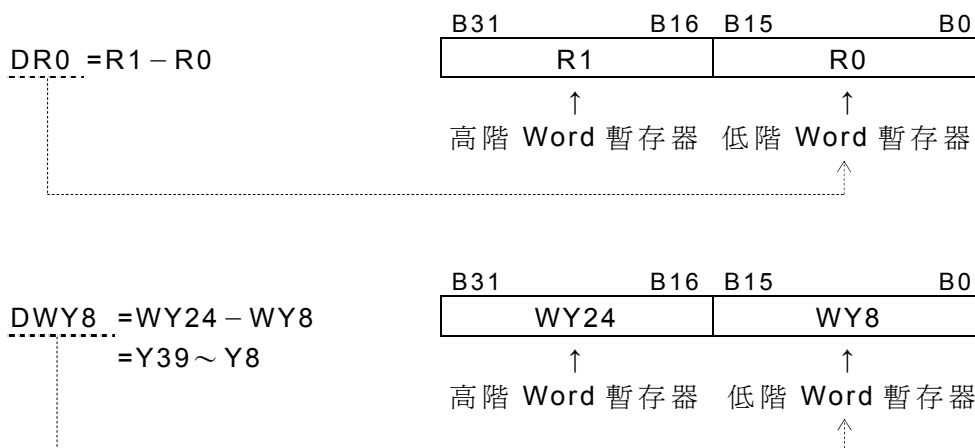 B31 B16 B15 B0
DR0 =R1－R0 R1 R0
↑ ↑
高階 Word 暫存器 低階 Word 暫存器
B31 B16 B15 B0
DWY8 =WY24－WY8 WY24 WY8
=Y39～Y8
↑ ↑
高階 Word 暫存器 低階 Word 暫存器